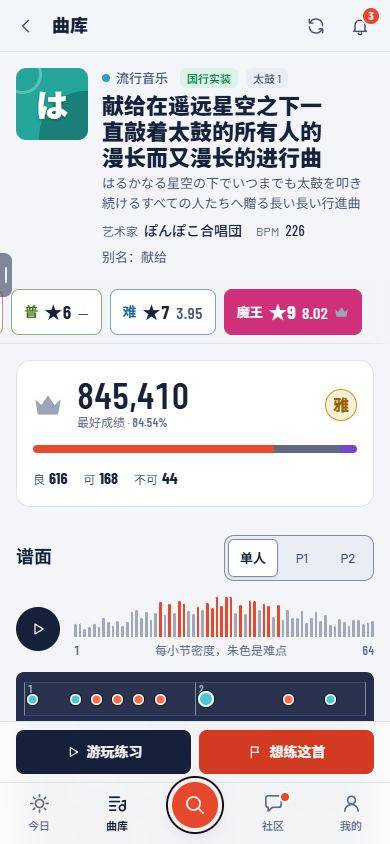 曲库
3
は
流行音乐 国行实装 太鼓 1
献给在遥远星空之下一
直敲着太鼓的所有人的
漫长而又漫长的进行曲
はるかなる星空の下でいつまでも太鼓を叩き
続けるすべての人たちへ贈る長い長い行進曲
艺术家 ぽんぽこ合唱団 BPM 226
别名：献给
普 ★6 —
难 ★7 3.95
魔王 ★9 8.02
845,410
最好成绩 · 84.54%
雅
良 616 可 168 不可 44
谱面
单人 P1 P2
1 每小节密度，朱色是难点 64
1 2
游玩练习 想练这首
今日 曲库 社区 我的